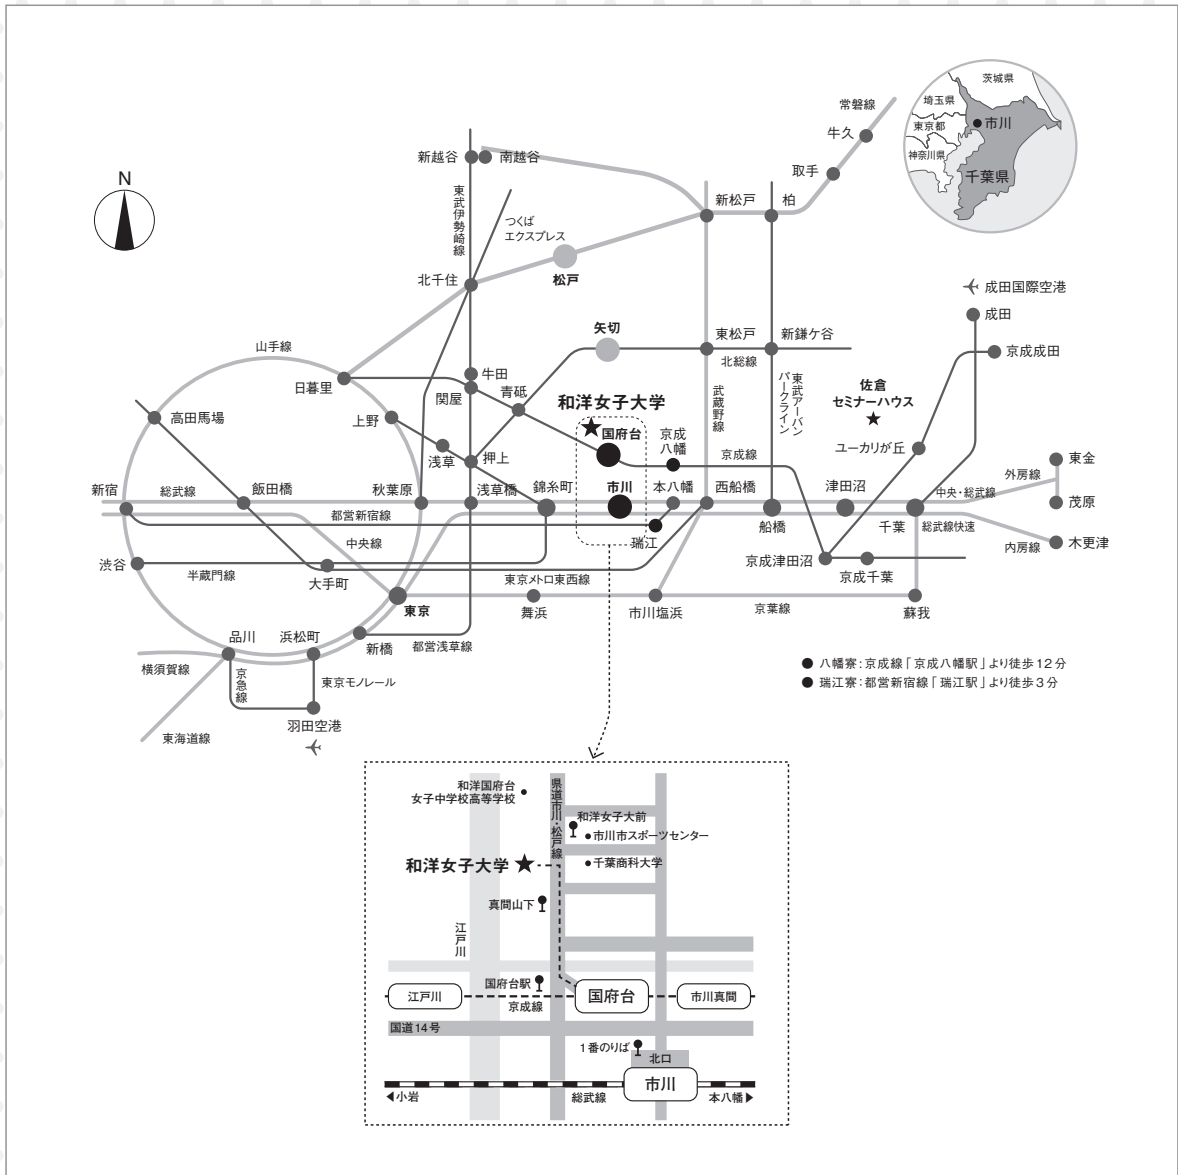 茨城県
埼玉県
東京都
市川
神奈川県
千葉県
N
常磐線
牛久
取手
新越谷
南越谷
東武伊勢崎線
つくば
エクスプレス
新松戸
柏
北千住
松戸
成田国際空港
成田
京成成田
矢切
東松戸
新鎌ケ谷
北総線
山手線
日暮里
牛田
関屋
青砥
武蔵野線
東武アーバン
パークライン
佐倉
セミナーハウス
和洋女子大学
高田馬場
上野
国府台
京成
八幡
京成線
ユーカリが丘
浅草
押上
東金
外房線
新宿
総武線
飯田橋
秋葉原
浅草橋
錦糸町
市川
本八幡
西船橋
津田沼
中央・総武線
茂原
都営新宿線
船橋
千葉
総武線快速
中央線
瑞江
内房線
木更津
渋谷
半蔵門線
大手町
東京メトロ東西線
京成津田沼
京成千葉
東京
舞浜
市川塩浜
京葉線
蘇我
品川
浜松町
新橋
都営浅草線
横須賀線
京急線
東京モノレール
東海道線
羽田空港
●八幡寮:京成線「京成八幡駅」より徒歩12分
●瑞江寮:都営新宿線「瑞江駅」より徒歩3分
和洋国府台
女子中学校高等学校
県道市川・松戸線
和洋女子大前
市川市スポーツセンター
和洋女子大学
千葉商科大学
真間山下
江戸川
国府台駅
江戸川
京成線
国府台
市川真間
国道14号
1番のりば
北口
市川
◀小岩
総武線
本八幡▶